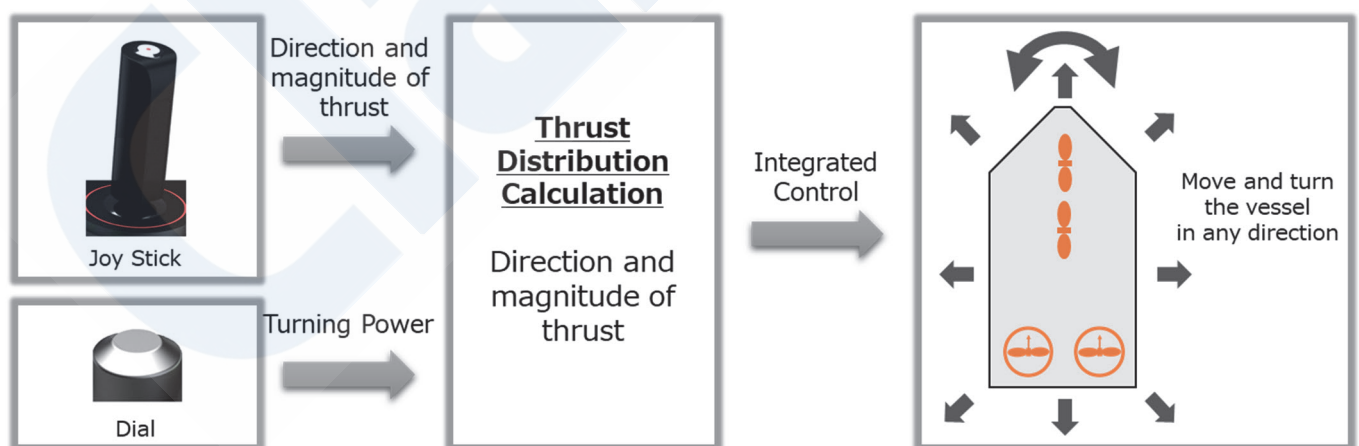 Joy Stick
Direction and
magnitude of
thrust
Dial
Turning Power
Thrust
Distribution
Calculation
Direction and
magnitude of
thrust
Integrated
Control
Move and turn
the vessel
in any direction